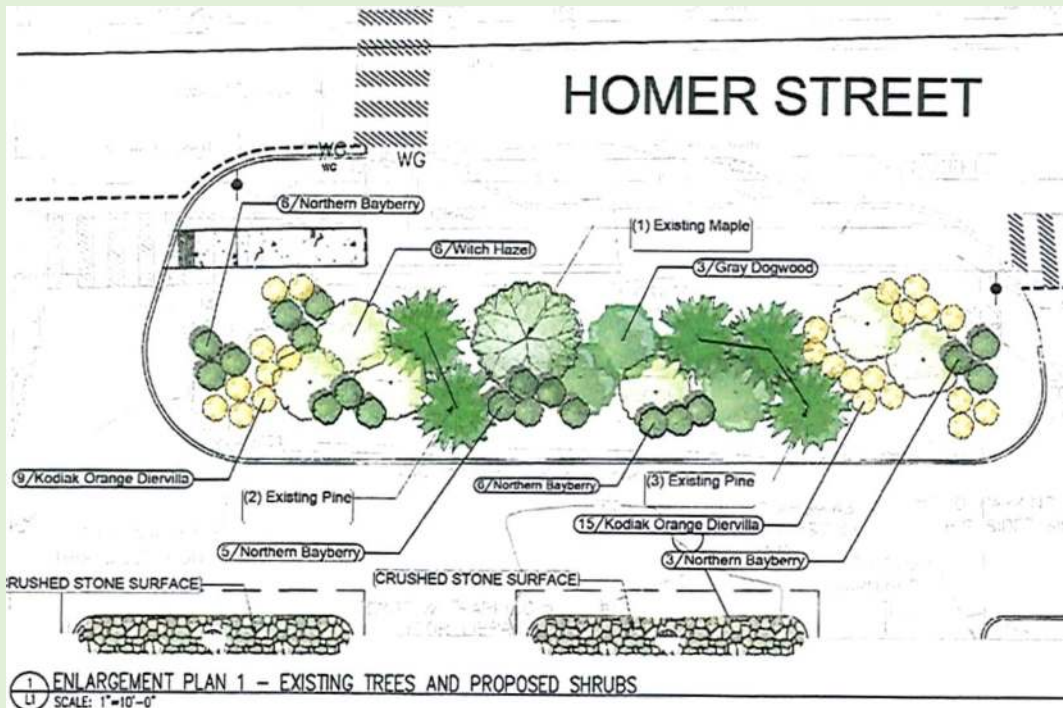 HOMER STREET
WG
WG
WG
6/Northern Bayberry
6/Witch Hazel
(1) Existing Maple
3/Gray Dogwood
9/Kodiak Orange Diervilla
(2) Existing Pine
6/Northern Bayberry
(3) Existing Pine
15/Kodiak Orange Diervilla
5/Northern Bayberry
3/Northern Bayberry
CRUSHED STONE SURFACE
CRUSHED STONE SURFACE
1
L1
ENLARGEMENT PLAN 1 - EXISTING TREES AND PROPOSED SHRUBS
SCALE: 1"=10'-0"